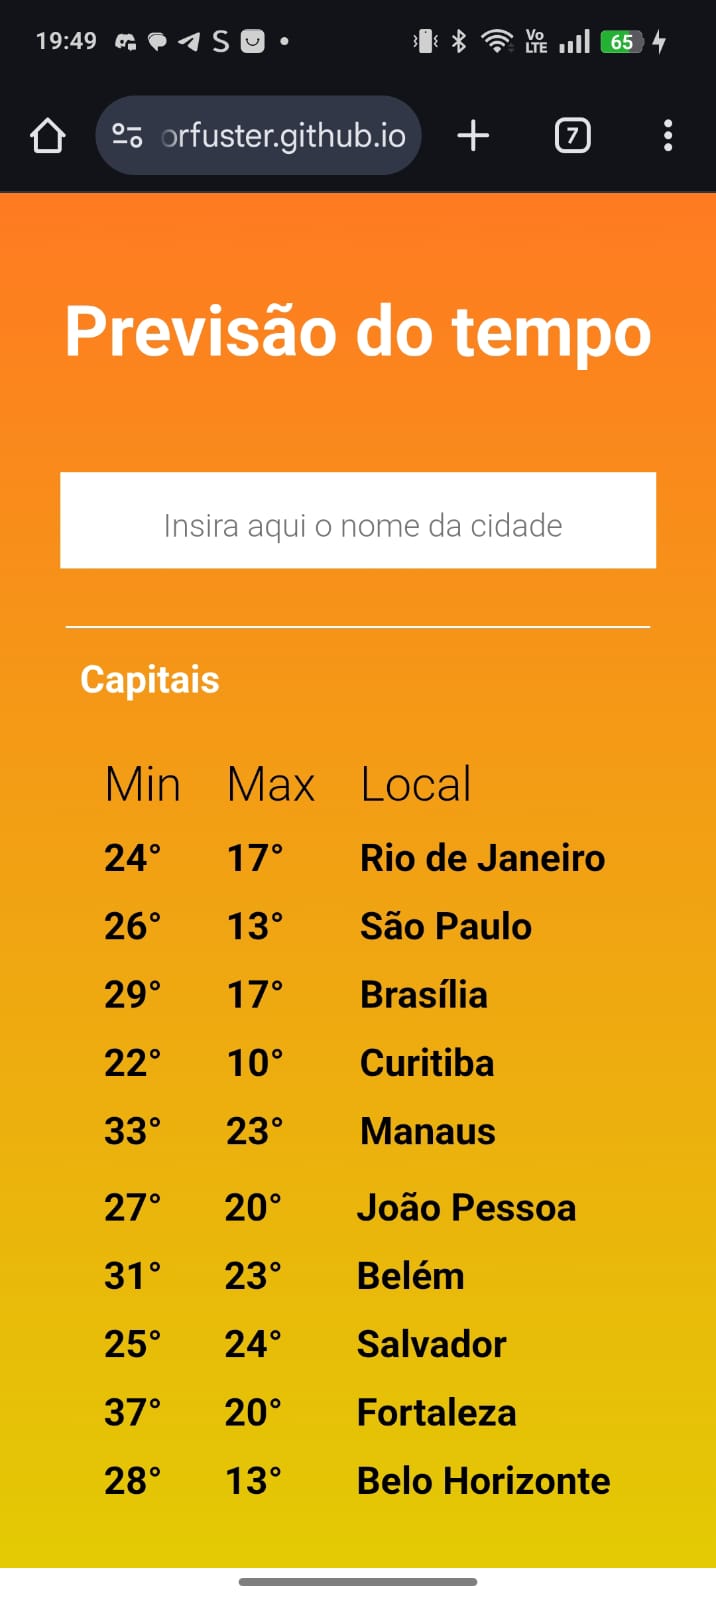 19:49 S Vo LTE 65
orfuster.github.io 7
Previsão do tempo
Insira aqui o nome da cidade
Capitais
Min Max Local
24° 17° Rio de Janeiro
26° 13° São Paulo
29° 17° Brasília
22° 10° Curitiba
33° 23° Manaus
27° 20° João Pessoa
31° 23° Belém
25° 24° Salvador
37° 20° Fortaleza
28° 13° Belo Horizonte